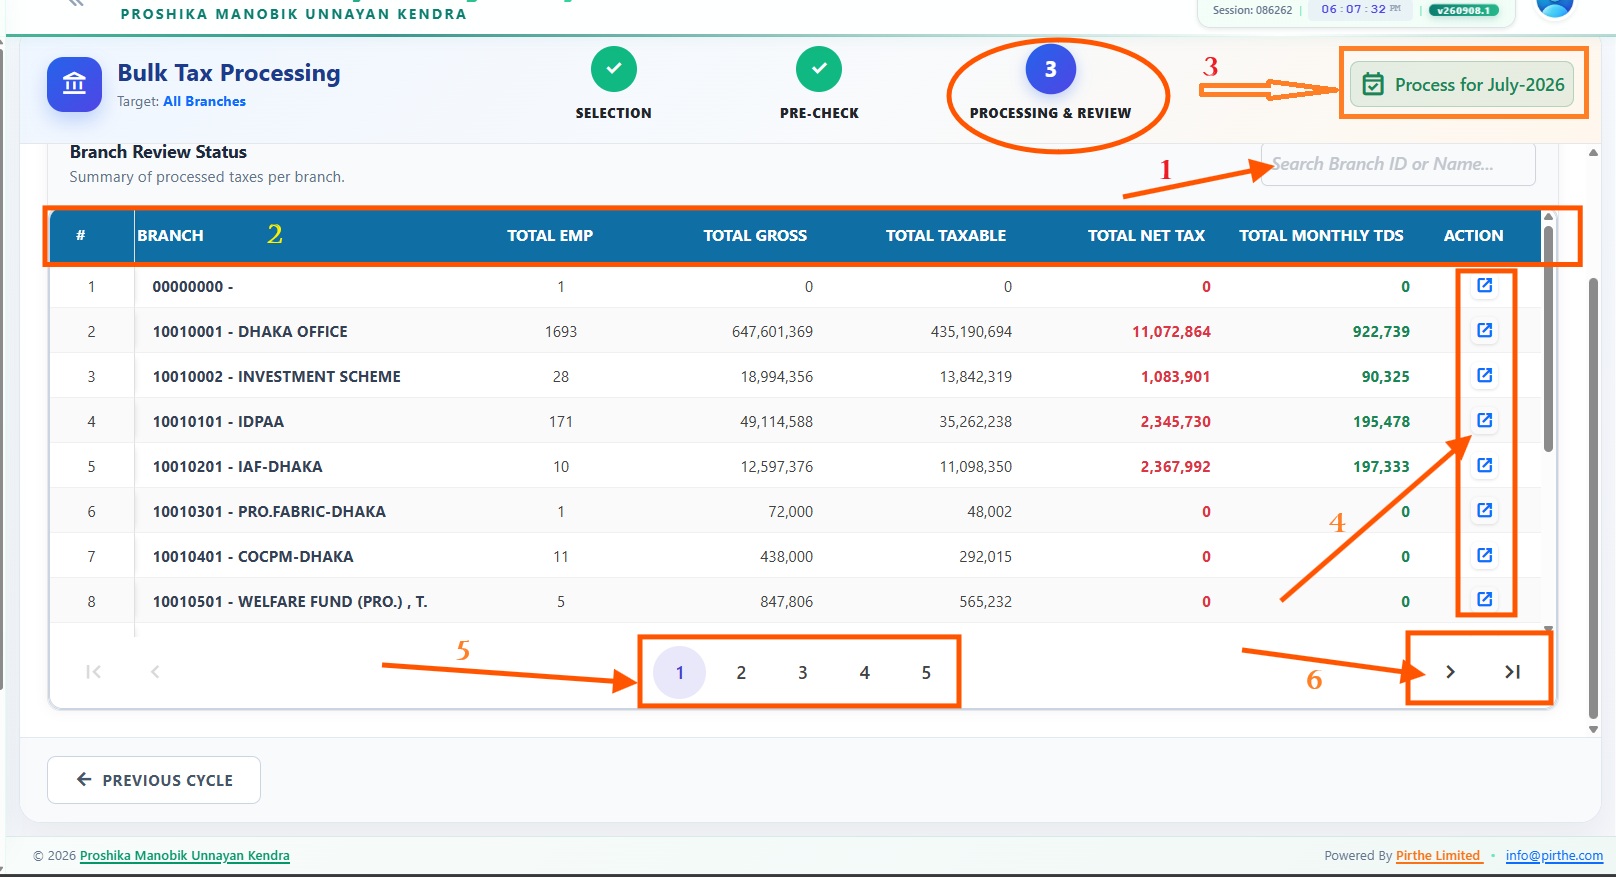 PROSHIKA MANOBIK UNNAYAN KENDRA
Session: 086262 | 06:07:32 PM | v260908.1
Bulk Tax Processing
Target: All Branches
SELECTION
PRE-CHECK
3
PROCESSING & REVIEW
3
Process for July-2026
Branch Review Status
Summary of processed taxes per branch.
1
Search Branch ID or Name...
# BRANCH 2 TOTAL EMP TOTAL GROSS TOTAL TAXABLE TOTAL NET TAX TOTAL MONTHLY TDS ACTION
1 00000000 - 1 0 0 0 0
2 10010001 - DHAKA OFFICE 1693 647,601,369 435,190,694 11,072,864 922,739
3 10010002 - INVESTMENT SCHEME 28 18,994,356 13,842,319 1,083,901 90,325
4 10010101 - IDPAA 171 49,114,588 35,262,238 2,345,730 195,478
5 10010201 - IAF-DHAKA 10 12,597,376 11,098,350 2,367,992 197,333
6 10010301 - PRO.FABRIC-DHAKA 1 72,000 48,002 0 0
4
7 10010401 - COCPM-DHAKA 11 438,000 292,015 0 0
8 10010501 - WELFARE FUND (PRO.) , T. 5 847,806 565,232 0 0
5
1 2 3 4 5
6
PREVIOUS CYCLE
© 2026 Proshika Manobik Unnayan Kendra
Powered By Pirthe Limited • info@pirthe.com